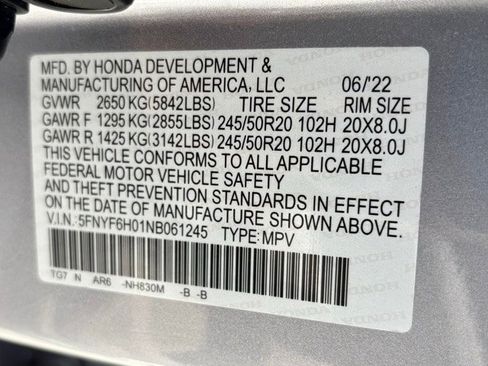 MFD. BY HONDA DEVELOPMENT &
MANUFACTURING OF AMERICA, LLC 06/'22
GVWR 2650 KG(5842LBS) TIRE SIZE RIM SIZE
GAWR F 1295 KG(2855LBS) 245/50R20 102H 20X8.0J
GAWR R 1425 KG(3142LBS) 245/50R20 102H 20X8.0J
THIS VEHICLE CONFORMS TO ALL APPLICABLE
FEDERAL MOTOR VEHICLE SAFETY
AND THEFT PREVENTION STANDARDS IN EFFECT
ON THE DATE OF MANUFACTURE SHOWN ABOVE.
V.I.N.: 5FNYF6H01NB061245 TYPE: MPV
TG7 N AR6 -NH830M -B -B
HONDA
HONDA